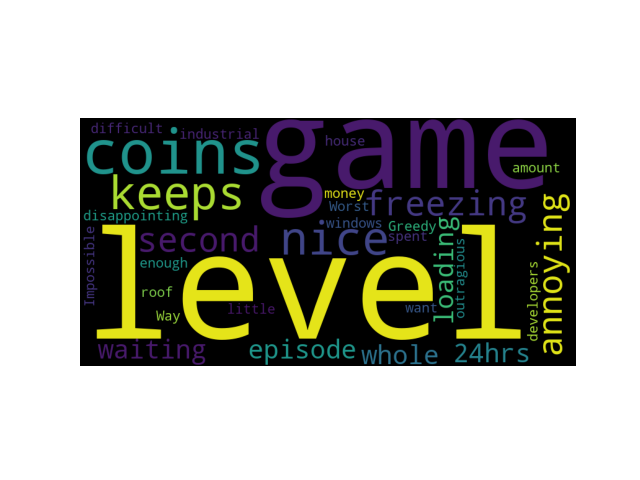 difficult
industrial
game
house
coins
amount
keeps
money
freezing
Worst
disappointing
windows
Greedy
annoying
Impossible
second
nice
spent
loading
outragious
level
enough
developers
roof
Way
little
want
waiting
episode
whole
24hrs